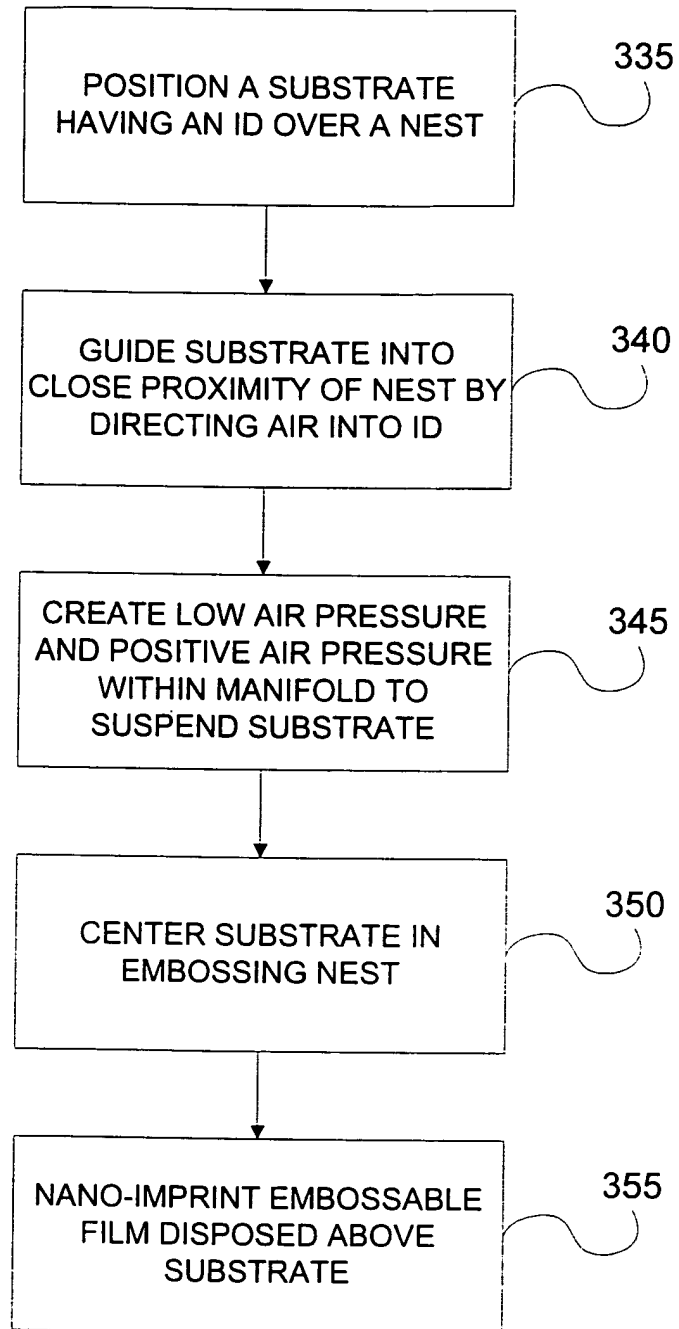 POSITION A SUBSTRATE
HAVING AN ID OVER A NEST
335
GUIDE SUBSTRATE INTO
CLOSE PROXIMITY OF NEST BY
DIRECTING AIR INTO ID
340
CREATE LOW AIR PRESSURE
AND POSITIVE AIR PRESSURE
WITHIN MANIFOLD TO
SUSPEND SUBSTRATE
345
CENTER SUBSTRATE IN
EMBOSSING NEST
350
NANO-IMPRINT EMBOSSABLE
FILM DISPOSED ABOVE
SUBSTRATE
355